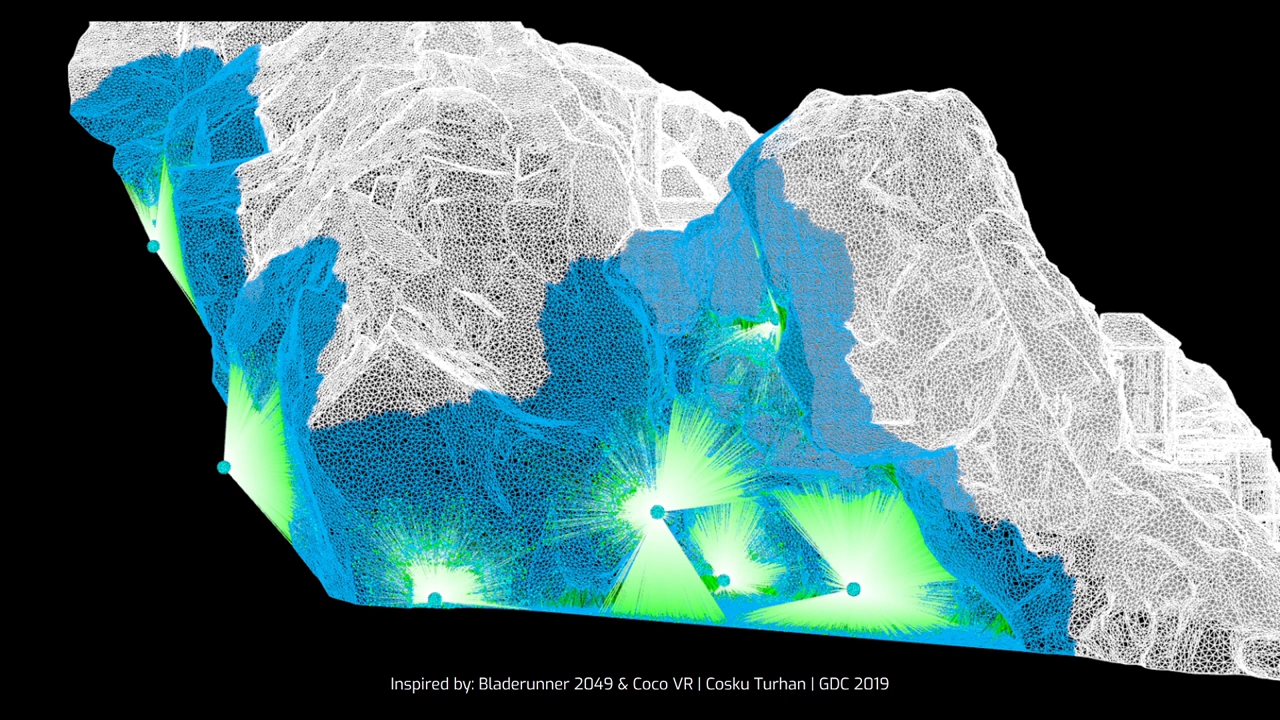 Inspired by: Bladerunner 2049 & Coco VR | Cosku Turhan | GDC 2019